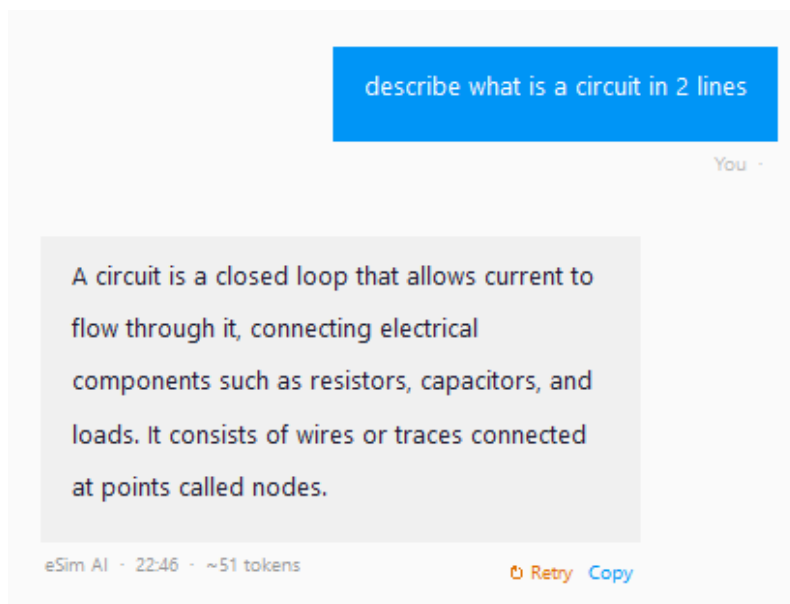 describe what is a circuit in 2 lines
You ·
A circuit is a closed loop that allows current to
flow through it, connecting electrical
components such as resistors, capacitors, and
loads. It consists of wires or traces connected
at points called nodes.
eSim AI · 22:46 · ~51 tokens
↻ Retry Copy